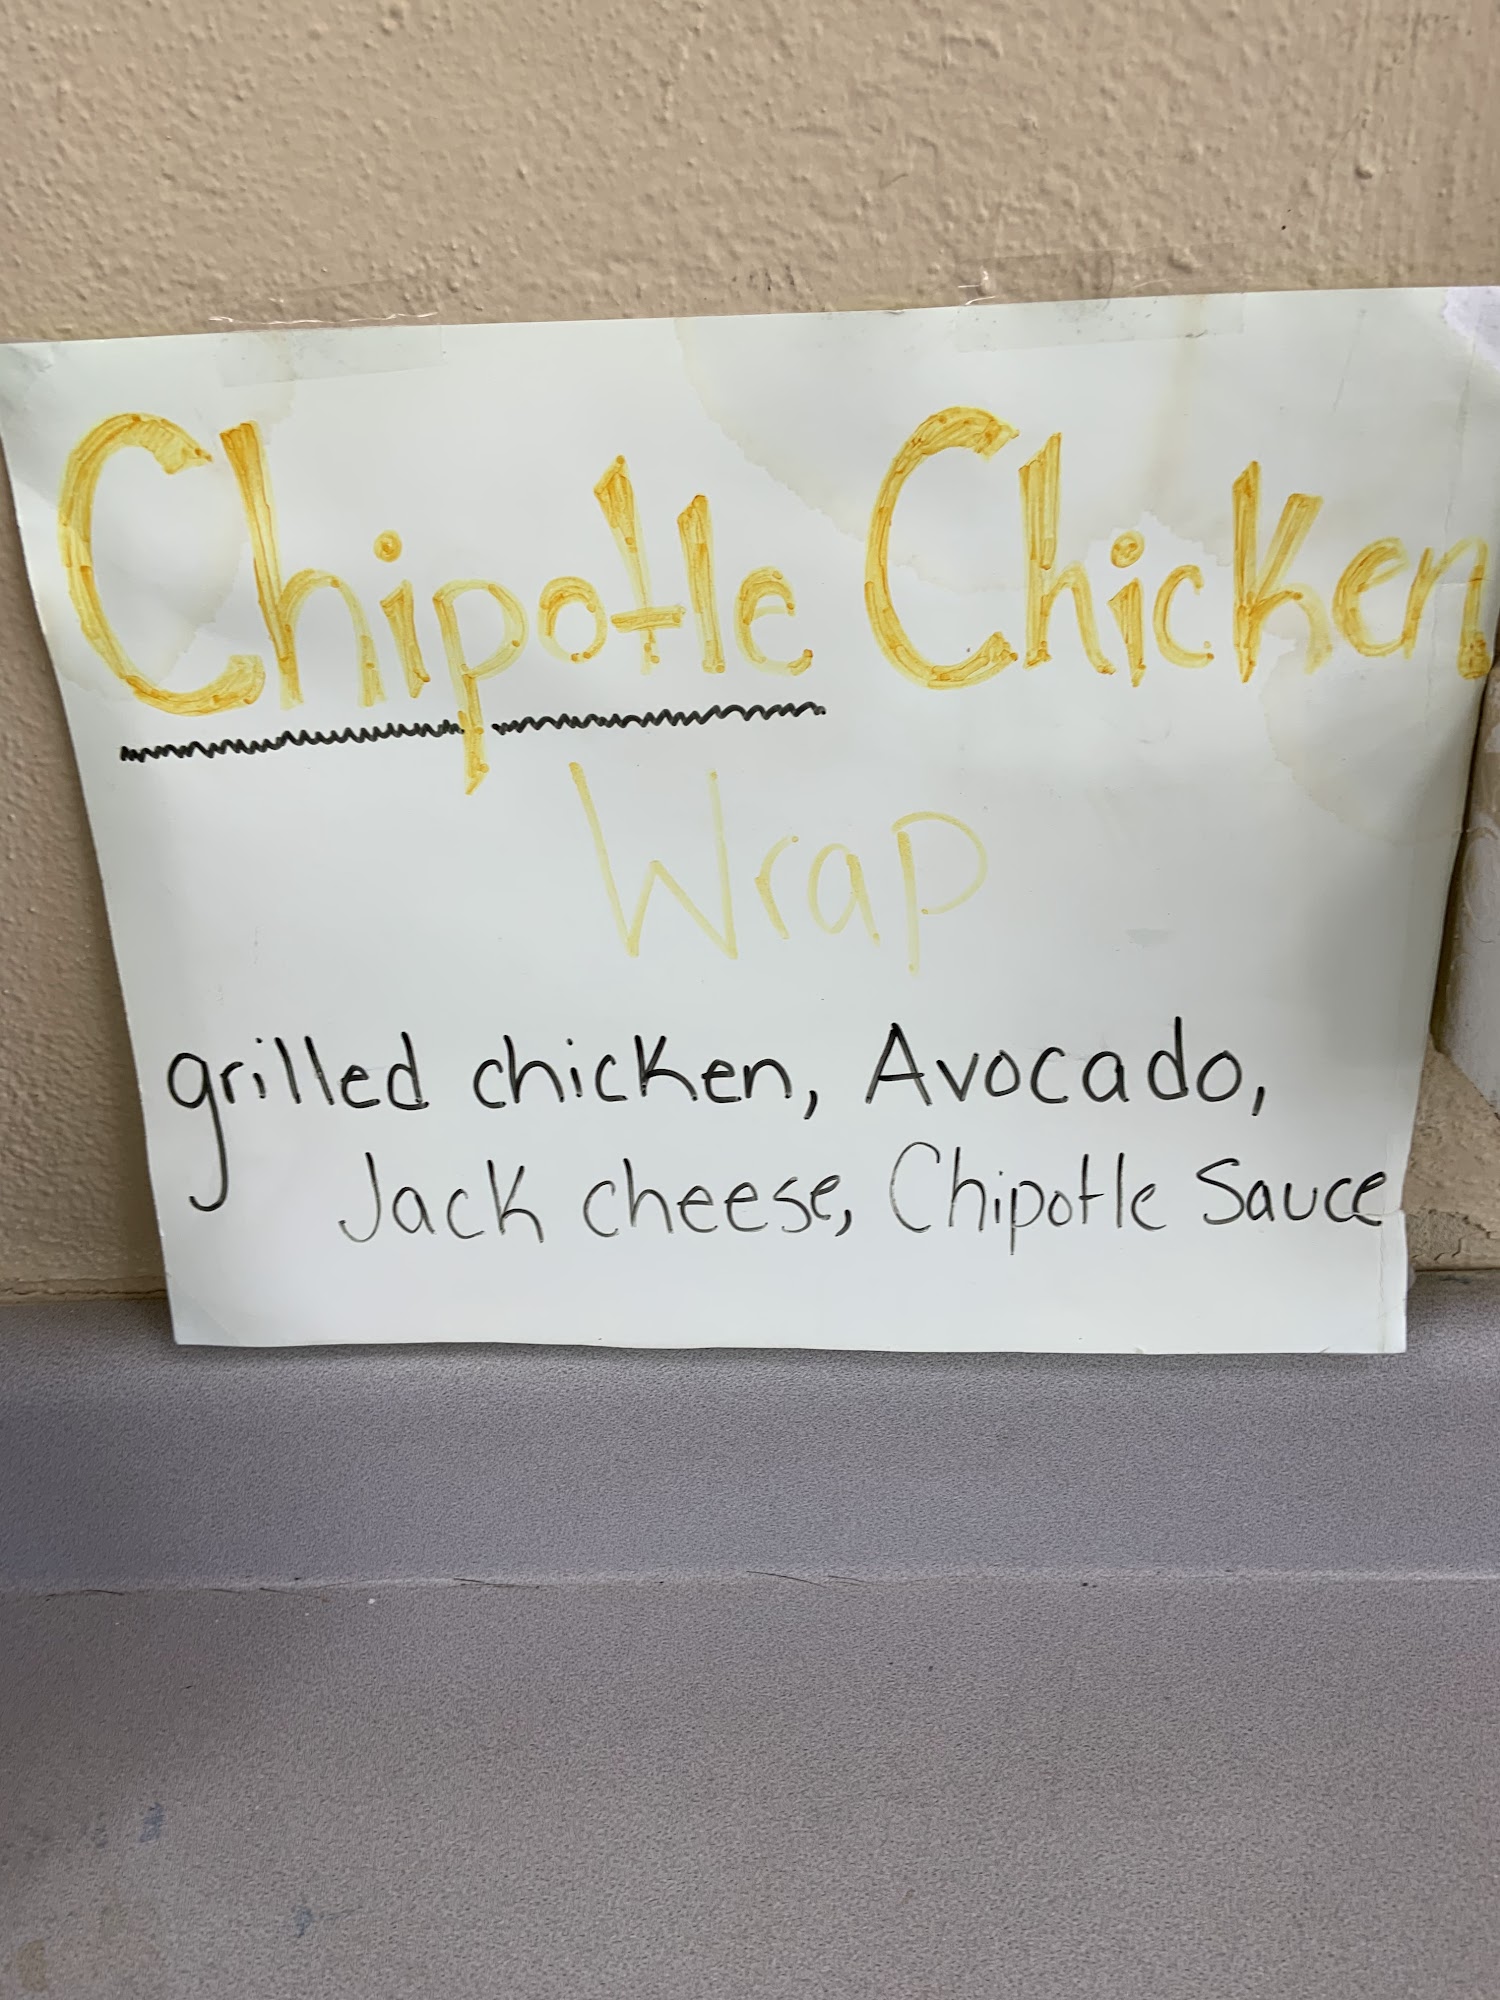 Chipotle Chicken
Wrap
grilled chicken, Avocado,
Jack cheese, Chipotle Sauce